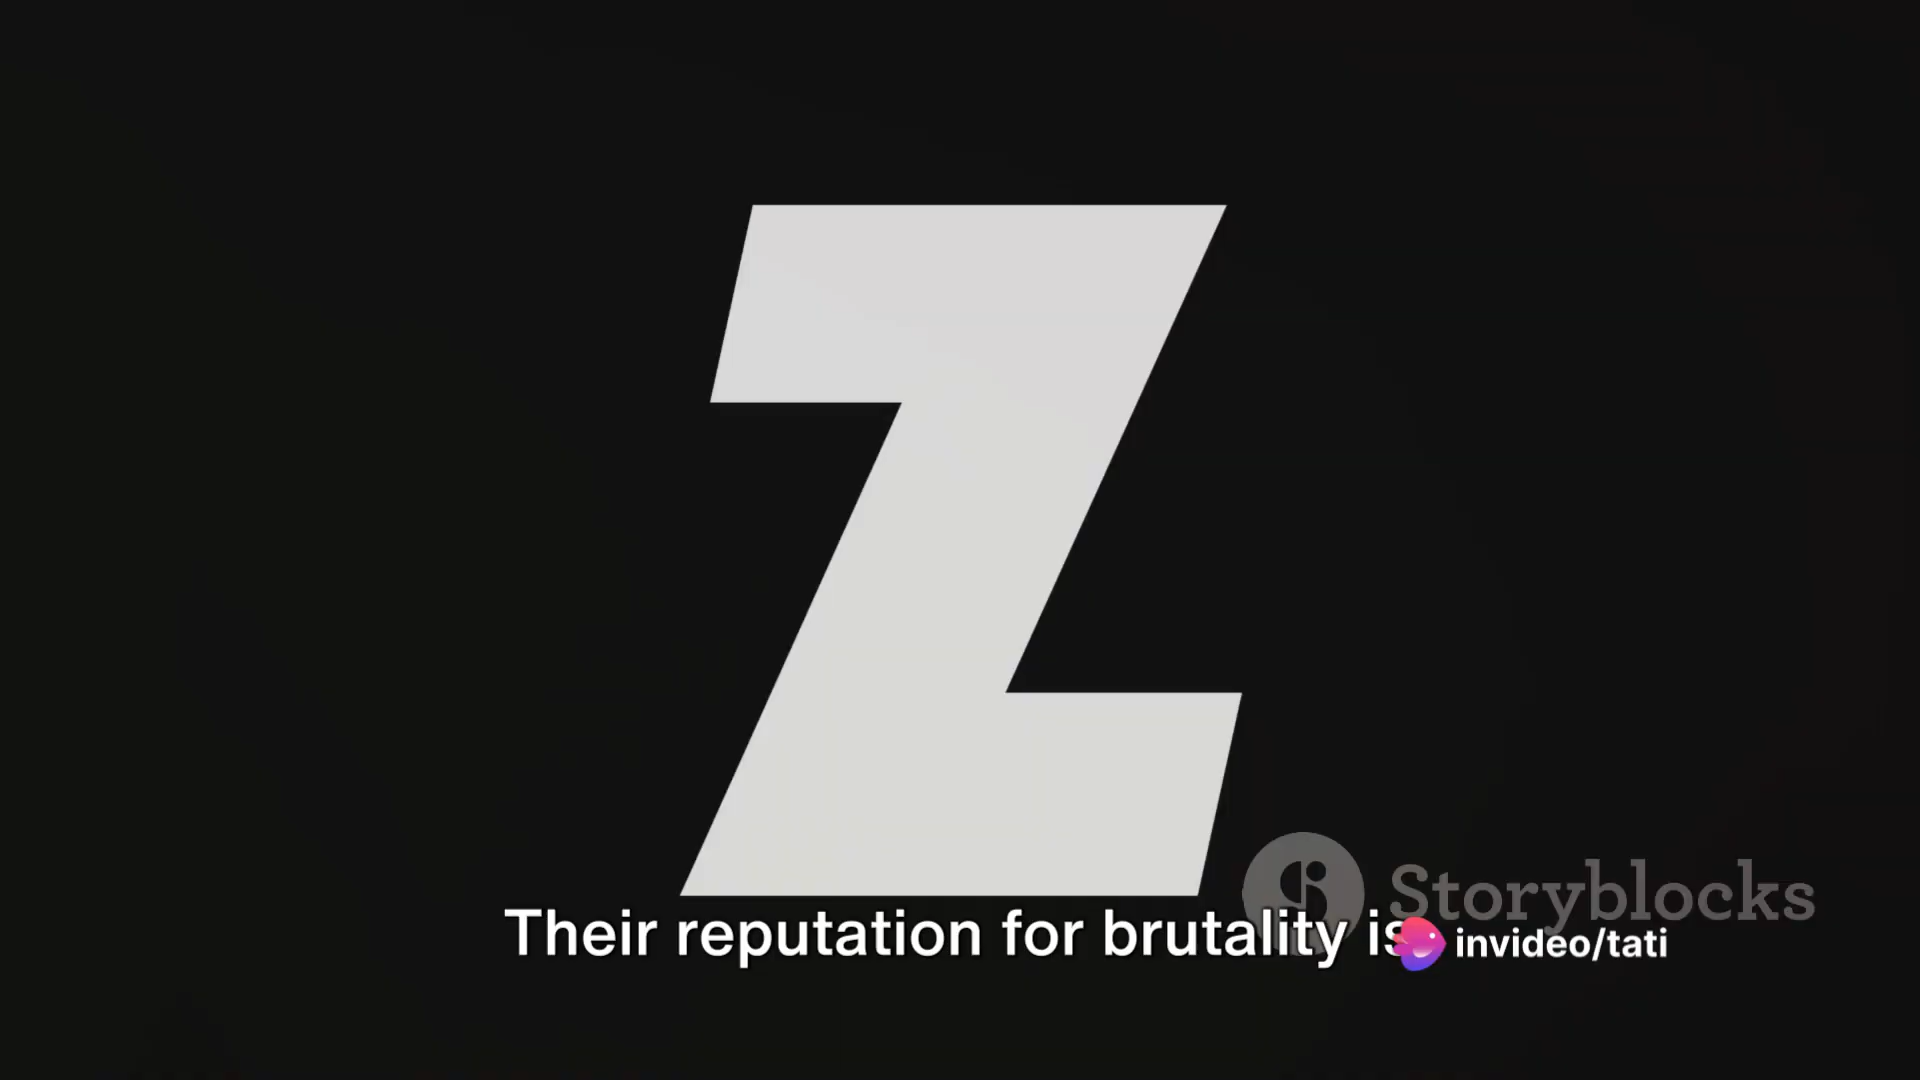 Z
Storyblocks
Their reputation for brutality is
invideo/tati